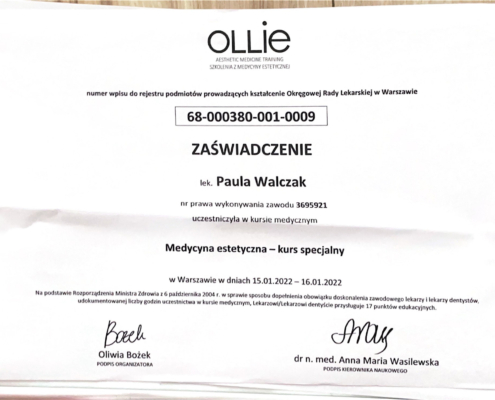 OLLIE
AESTHETIC MEDICINE TRAINING
SZKOLENIA Z MEDYCYNY ESTETYCZNEJ
numer wpisu do rejestru podmiotów prowadzących kształcenie Okręgowej Rady Lekarskiej w Warszawie
68-000380-001-0009
ZAŚWIADCZENIE
lek. Paula Walczak
nr prawa wykonywania zawodu 3695921
uczestniczyła w kursie medycznym
Medycyna estetyczna – kurs specjalny
w Warszawie w dniach 15.01.2022 – 16.01.2022
Na podstawie Rozporządzenia Ministra Zdrowia z 6 października 2004 r. w sprawie sposobu dopełnienia obowiązku doskonalenia zawodowego lekarzy i lekarzy dentystów,
udokumentowanej liczby godzin uczestnictwa w kursie medycznym, Lekarzowi/Lekarzowi dentyście przysługuje 17 punktów edukacyjnych.
Oliwia Bożek
PODPIS ORGANIZATORA
dr n. med. Anna Maria Wasilewska
PODPIS KIEROWNIKA NAUKOWEGO